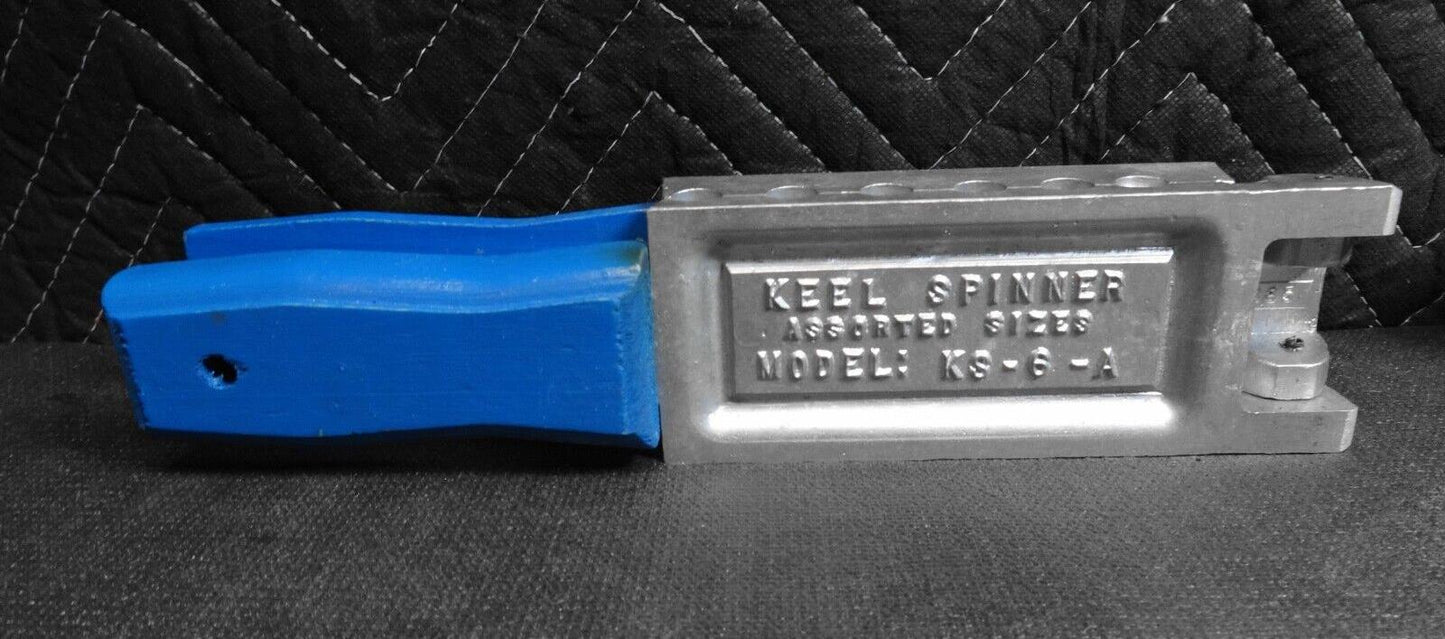 KEEL SPINNER
ASSORTED SIZES
MODEL: KS-6-A